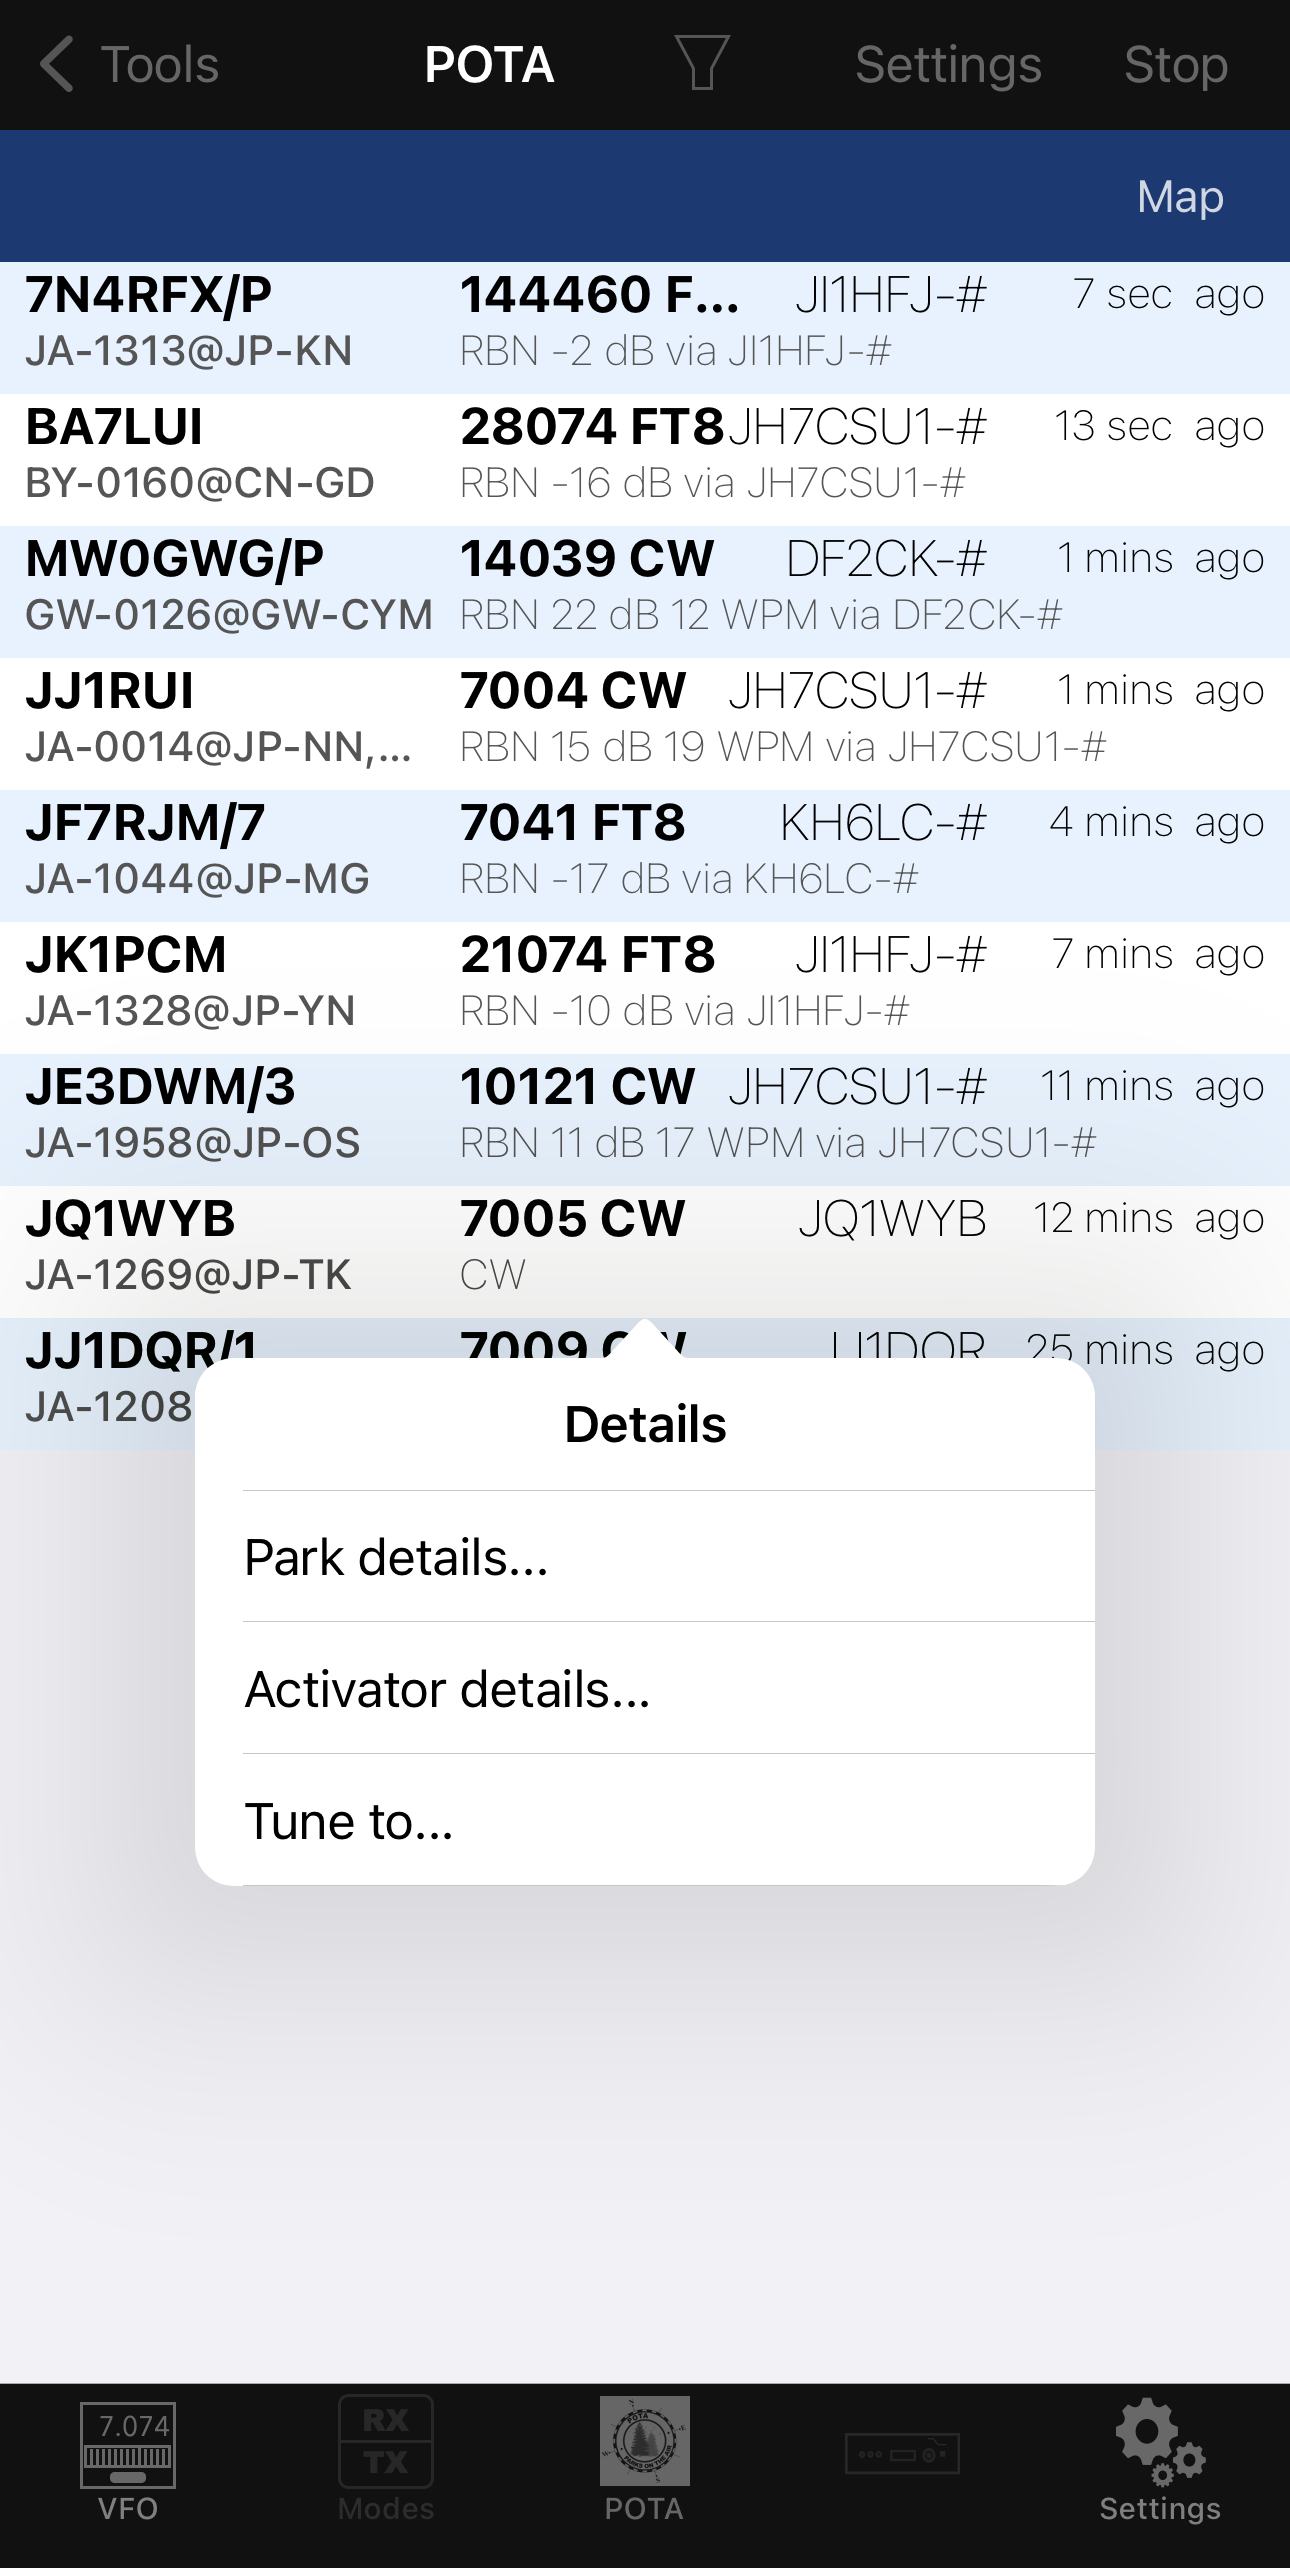 Tools POTA Settings Stop
Map
7N4RFX/P 144460 F... JI1HFJ-# 7 sec ago
JA-1313@JP-KN RBN -2 dB via JI1HFJ-#
BA7LUI 28074 FT8 JH7CSU1-# 13 sec ago
BY-0160@CN-GD RBN -16 dB via JH7CSU1-#
MW0GWG/P 14039 CW DF2CK-# 1 mins ago
GW-0126@GW-CYM RBN 22 dB 12 WPM via DF2CK-#
JJ1RUI 7004 CW JH7CSU1-# 1 mins ago
JA-0014@JP-NN,... RBN 15 dB 19 WPM via JH7CSU1-#
JF7RJM/7 7041 FT8 KH6LC-# 4 mins ago
JA-1044@JP-MG RBN -17 dB via KH6LC-#
JK1PCM 21074 FT8 JI1HFJ-# 7 mins ago
JA-1328@JP-YN RBN -10 dB via JI1HFJ-#
JE3DWM/3 10121 CW JH7CSU1-# 11 mins ago
JA-1958@JP-OS RBN 11 dB 17 WPM via JH7CSU1-#
JQ1WYB 7005 CW JQ1WYB 12 mins ago
JA-1269@JP-TK CW
JJ1DQR/1 7009 CW 25 mins ago
JA-1208
Details
Park details...
Activator details...
Tune to...
7.074
VFO
RX
TX
Modes
POTA
PARKS ON THE AIR
POTA
Settings